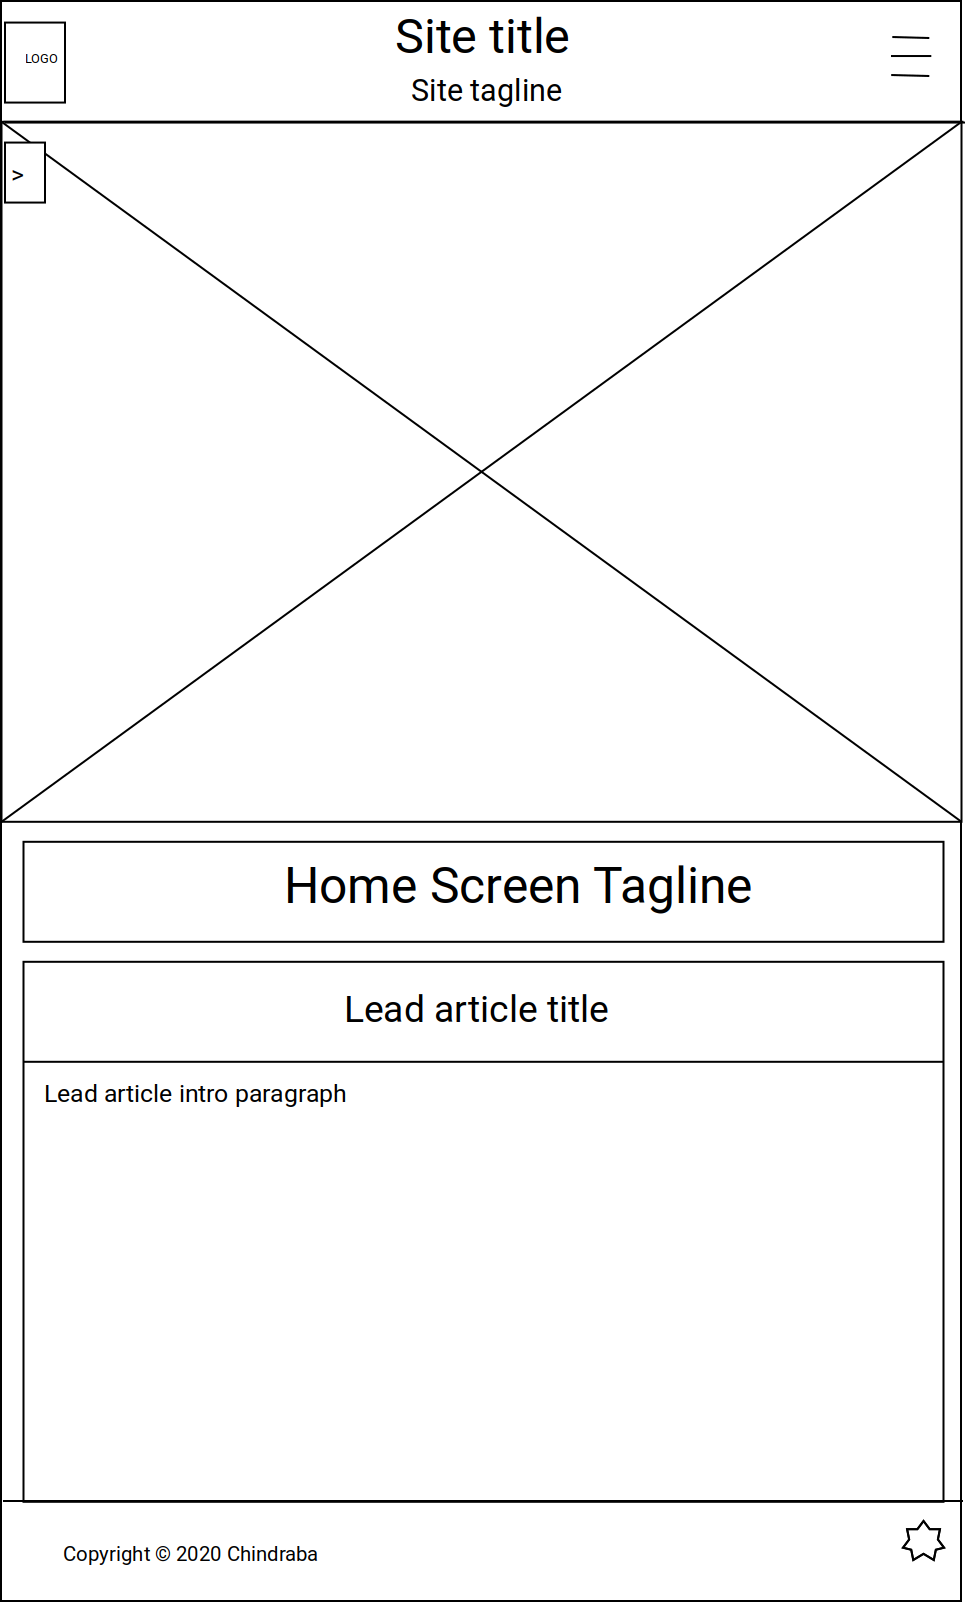 LOGO
Site title
Site tagline
>
Home Screen Tagline
Lead article title
Lead article intro paragraph
Copyright © 2020 Chindraba